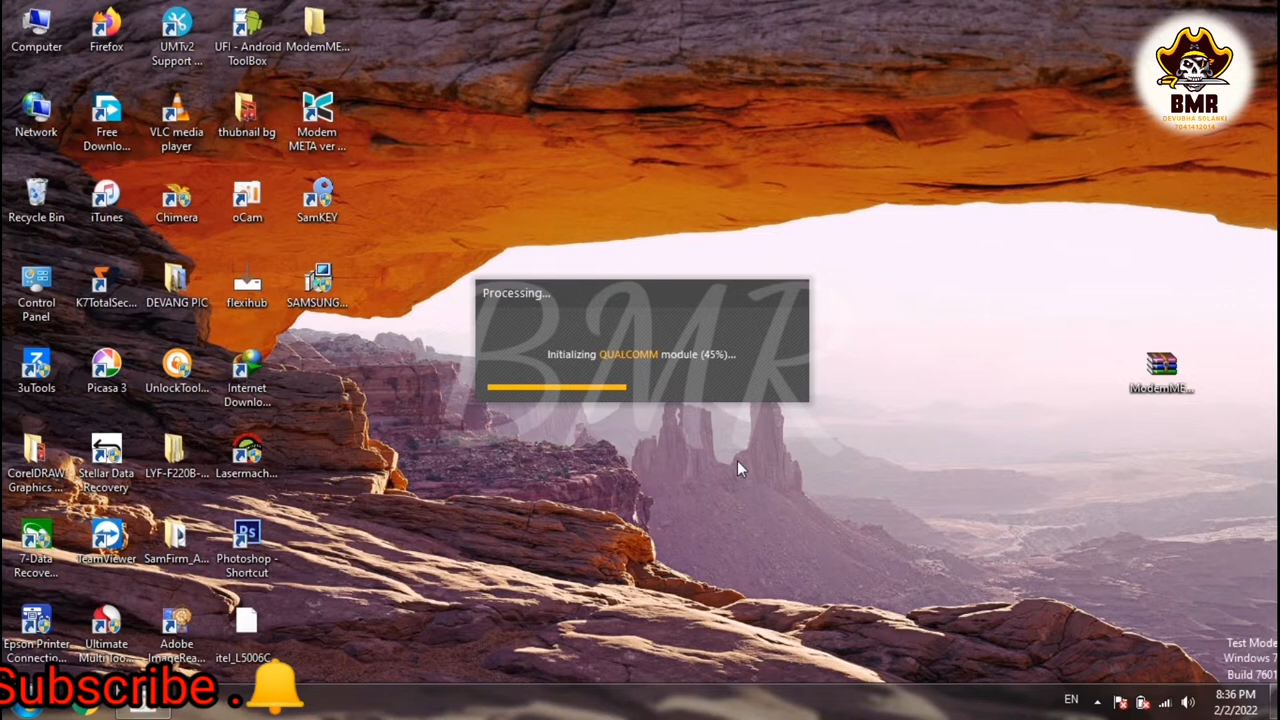 Computer
Firefox
UMTv2
Support ...
UFI - Android
ToolBox
ModemME...
BMR
DEVUBHA SOLANKI
7041412014
Network
Free
Downlo...
VLC media
player
thubnail bg
Modem
META ver ...
Recycle Bin
iTunes
Chimera
oCam
SamKEY
Control
Panel
K7TotalSec...
DEVANG PIC
flexihub
SAMSUNG...
Processing...
Initializing QUALCOMM module (45%)...
BMR
3uTools
Picasa 3
UnlockTool...
Internet
Downlo...
ModemME...
CorelDRAW
Graphics ...
Stellar Data
Recovery
LYF-F220B-...
Lasermach...
7-Data
Recove...
TeamViewer
SamFirm_A...
Photoshop -
Shortcut
Epson Printer
Connectio...
Ultimate
Multi Too...
Adobe
ImageRea...
itel_L5006C
Test Mode
Windows 7
Build 7601
Subscribe .
EN
8:36 PM
2/2/2022